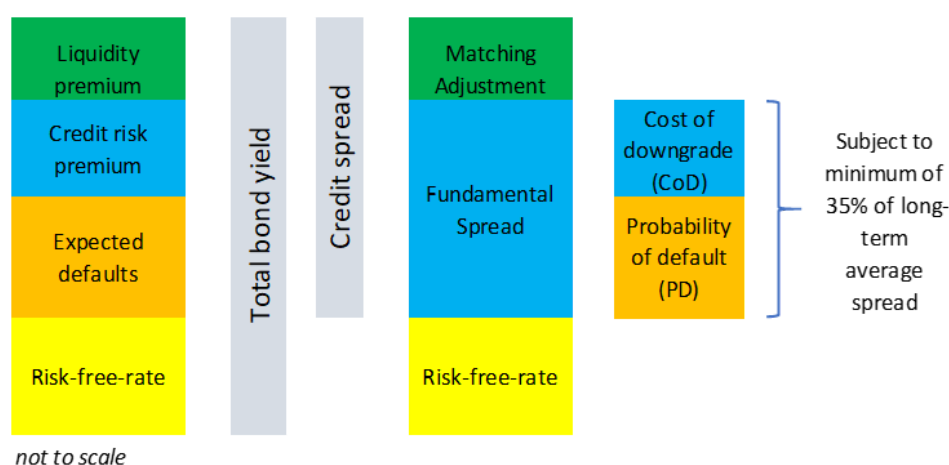 Liquidity
premium
Credit risk
premium
Expected
defaults
Risk-free-rate
not to scale
Total bond yield
Credit spread
Matching
Adjustment
Fundamental
Spread
Risk-free-rate
Cost of
downgrade
(CoD)
Probability
of default
(PD)
Subject to
minimum of
35% of long-
term
average
spread